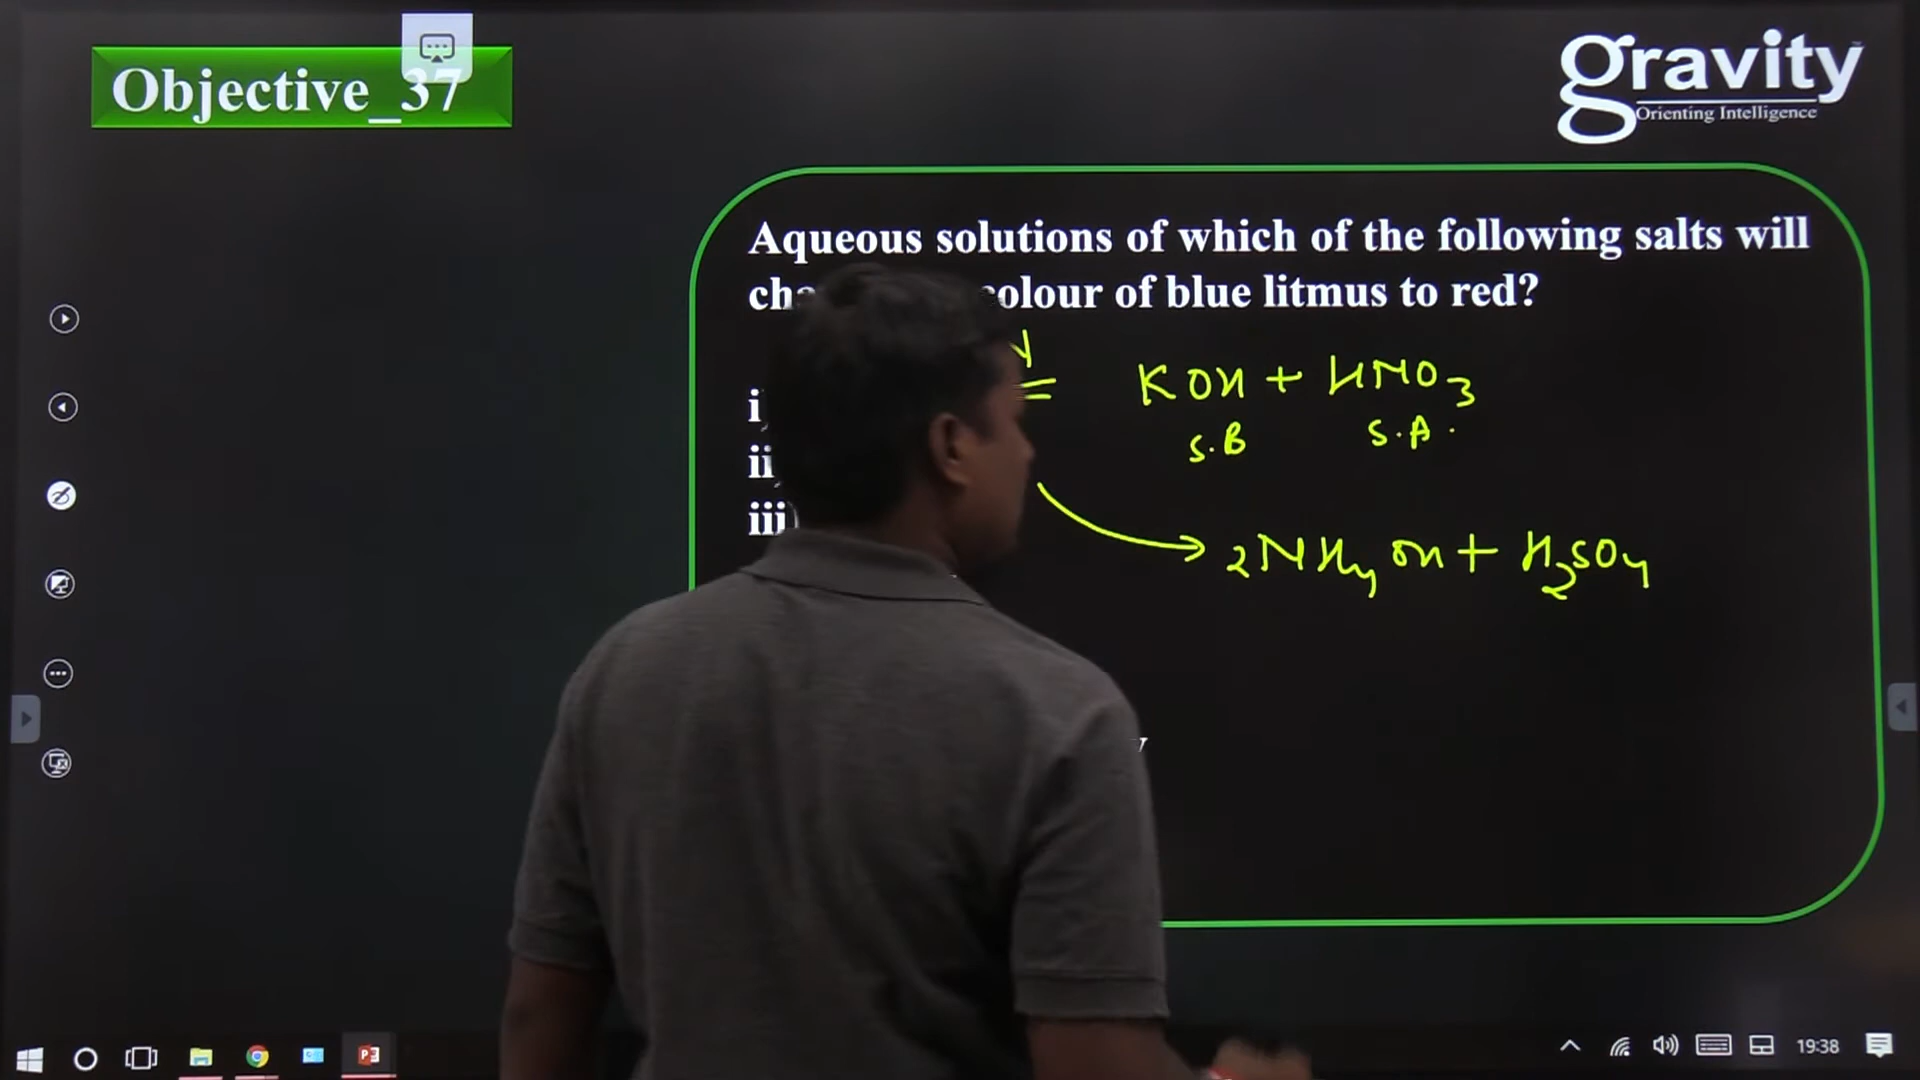 Objective_37
gravity
Orienting Intelligence
Aqueous solutions of which of the following salts will
colour of blue litmus to red?
KOH + HNO3
i)
S.B S.A.
ii)
iii)
2NH4OH + H2SO4
19:38